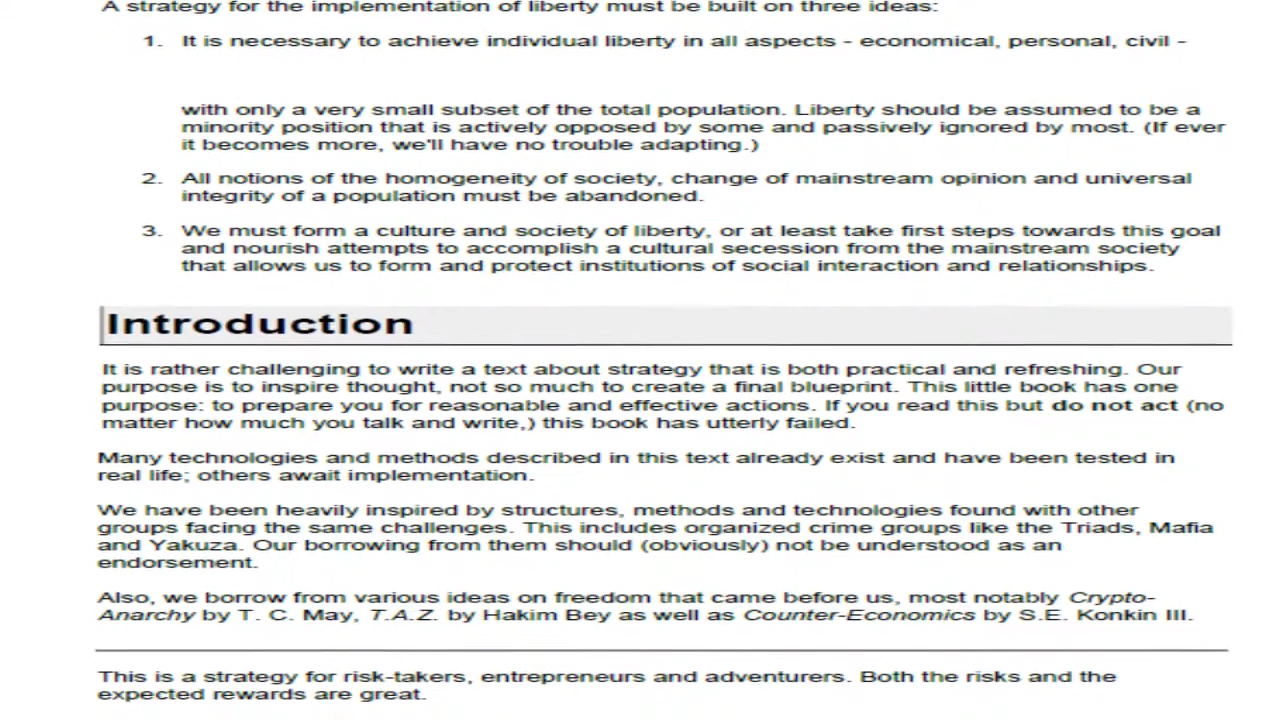 A strategy for the implementation of liberty must be built on three ideas:
1. It is necessary to achieve individual liberty in all aspects - economical, personal, civil -
with only a very small subset of the total population. Liberty should be assumed to be a
minority position that is actively opposed by some and passively ignored by most. (If ever
it becomes more, we'll have no trouble adapting.)
2. All notions of the homogeneity of society, change of mainstream opinion and universal
integrity of a population must be abandoned.
3. We must form a culture and society of liberty, or at least take first steps towards this goal
and nourish attempts to accomplish a cultural secession from the mainstream society
that allows us to form and protect institutions of social interaction and relationships.
Introduction
It is rather challenging to write a text about strategy that is both practical and refreshing. Our
purpose is to inspire thought, not so much to create a final blueprint. This little book has one
purpose: to prepare you for reasonable and effective actions. If you read this but do not act (no
matter how much you talk and write,) this book has utterly failed.
Many technologies and methods described in this text already exist and have been tested in
real life; others await implementation.
We have been heavily inspired by structures, methods and technologies found with other
groups facing the same challenges. This includes organized crime groups like the Triads, Mafia
and Yakuza. Our borrowing from them should (obviously) not be understood as an
endorsement.
Also, we borrow from various ideas on freedom that came before us, most notably Crypto-
Anarchy by T. C. May, T.A.Z. by Hakim Bey as well as Counter-Economics by S.E. Konkin III.
This is a strategy for risk-takers, entrepreneurs and adventurers. Both the risks and the
expected rewards are great.